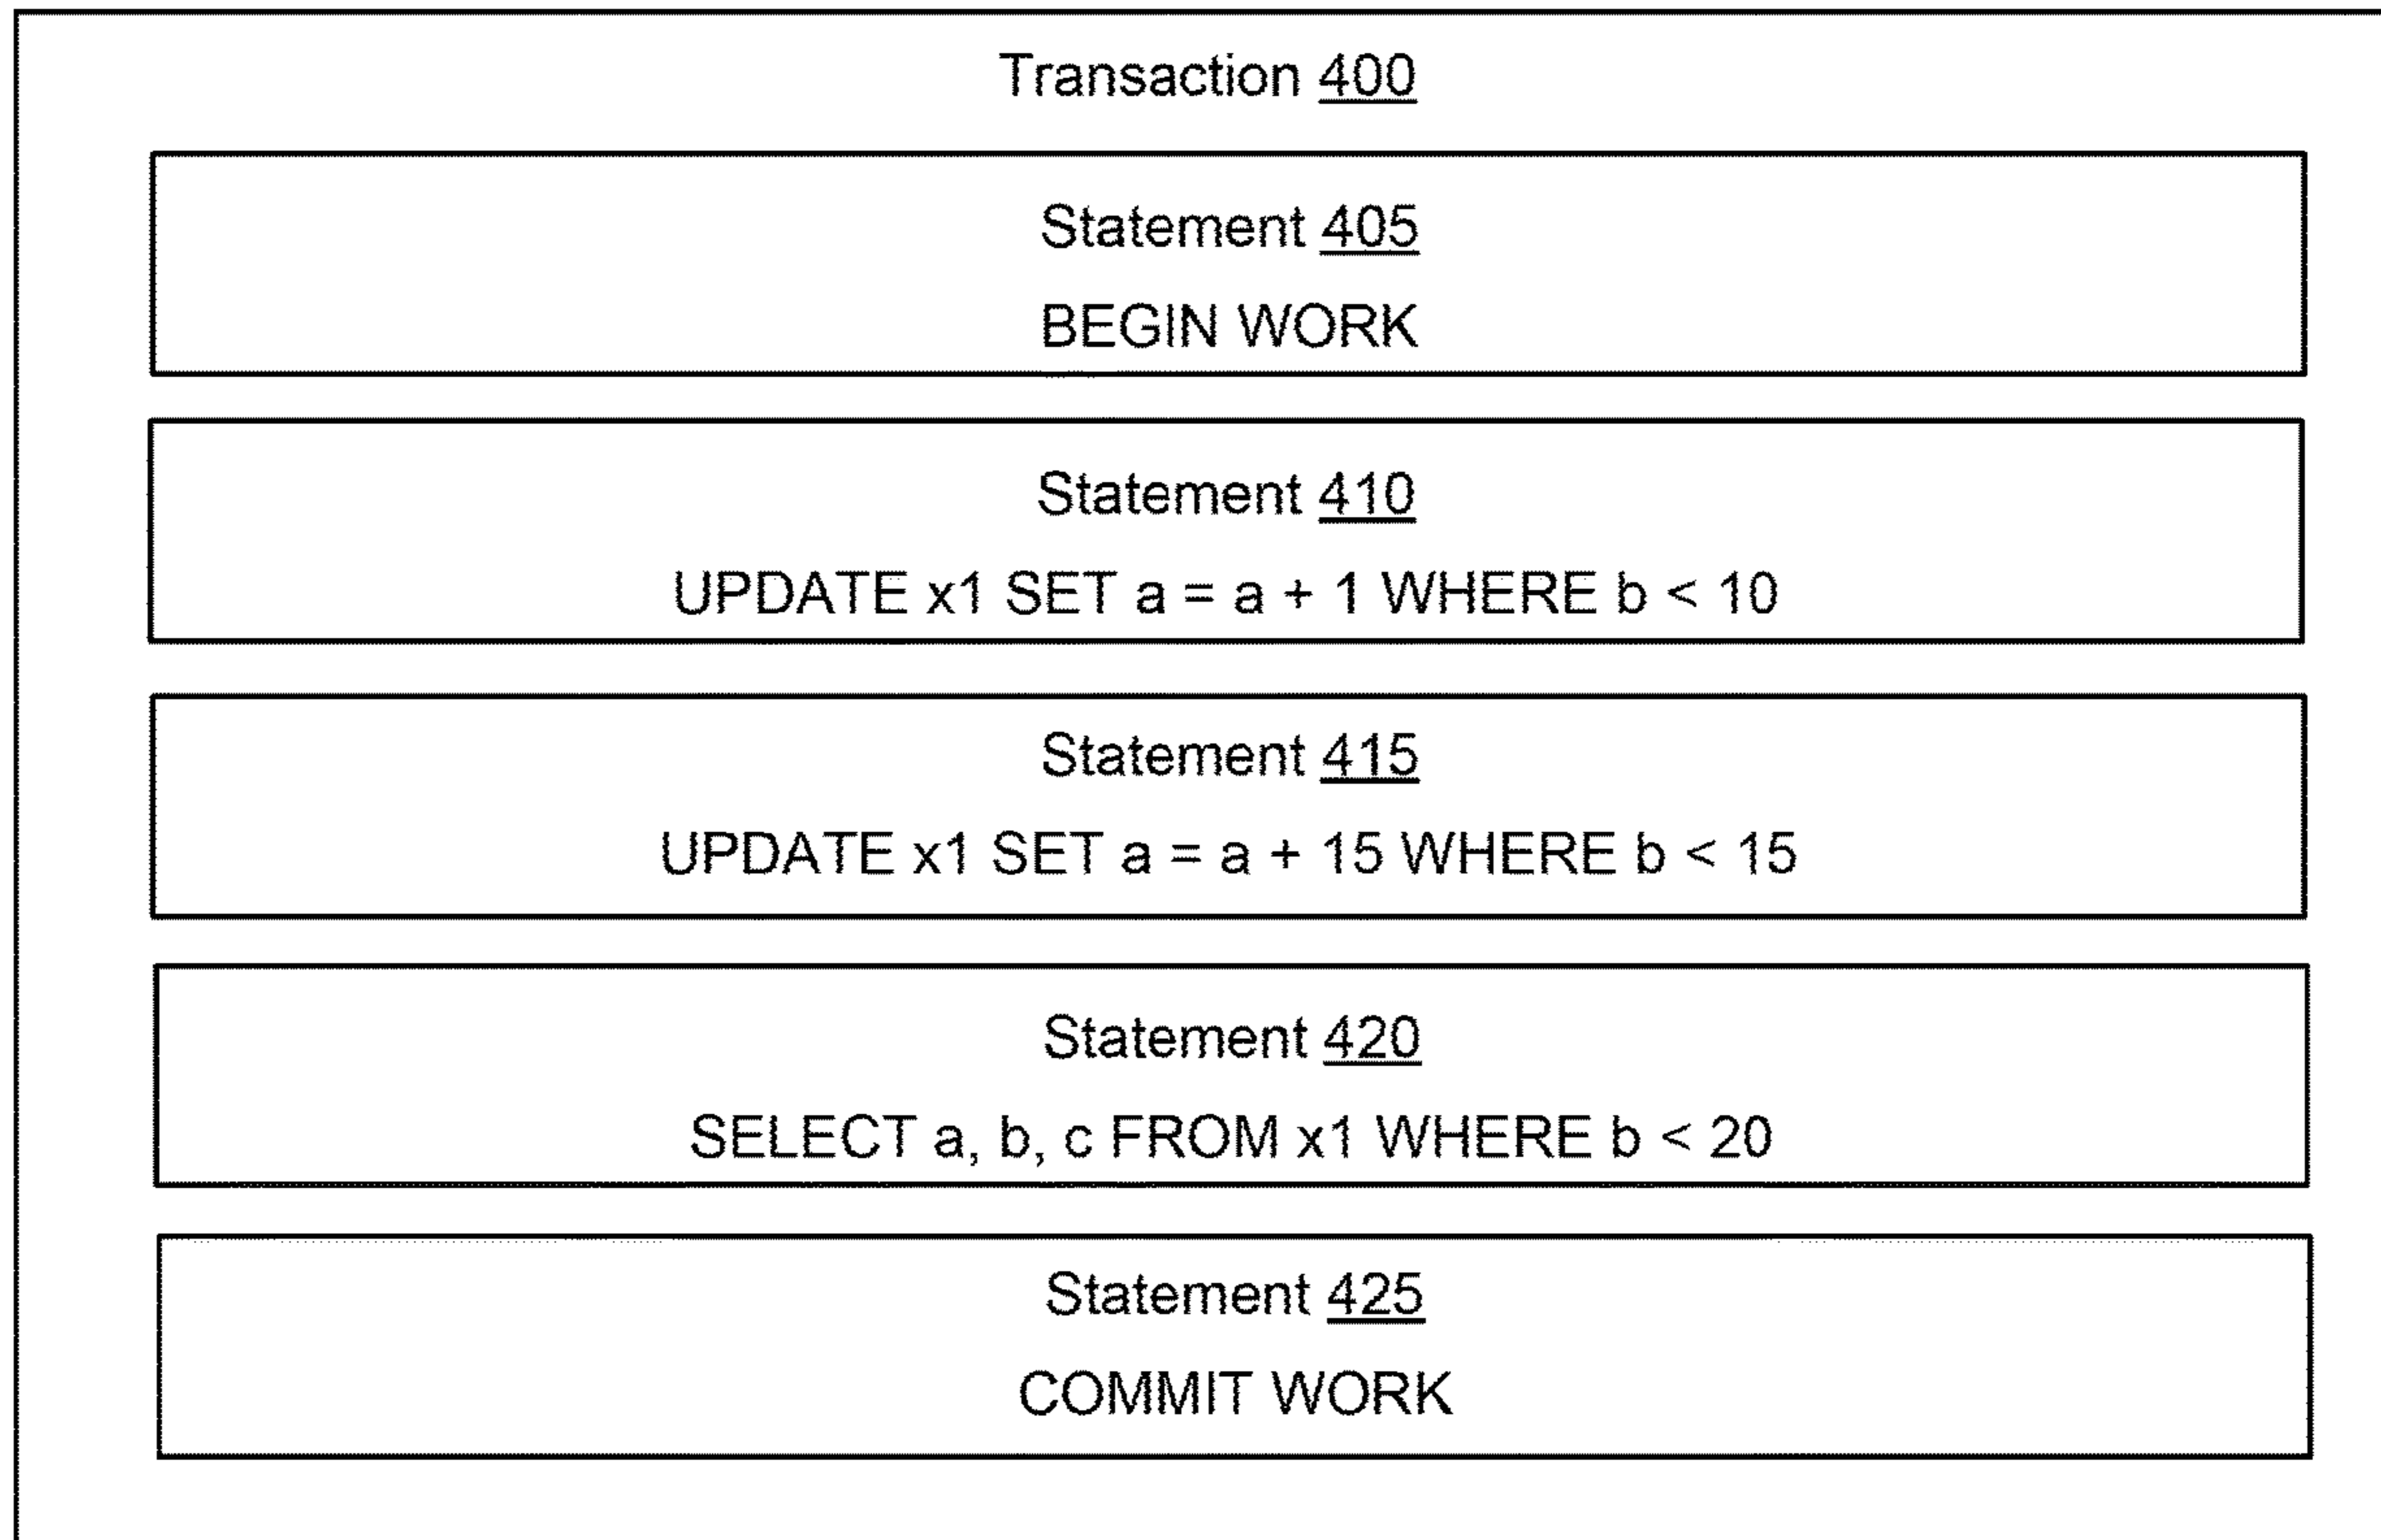 Transaction 400
Statement 405
BEGIN WORK
Statement 410
UPDATE x1 SET a = a + 1 WHERE b < 10
Statement 415
UPDATE x1 SET a = a + 15 WHERE b < 15
Statement 420
SELECT a, b, c FROM x1 WHERE b < 20
Statement 425
COMMIT WORK